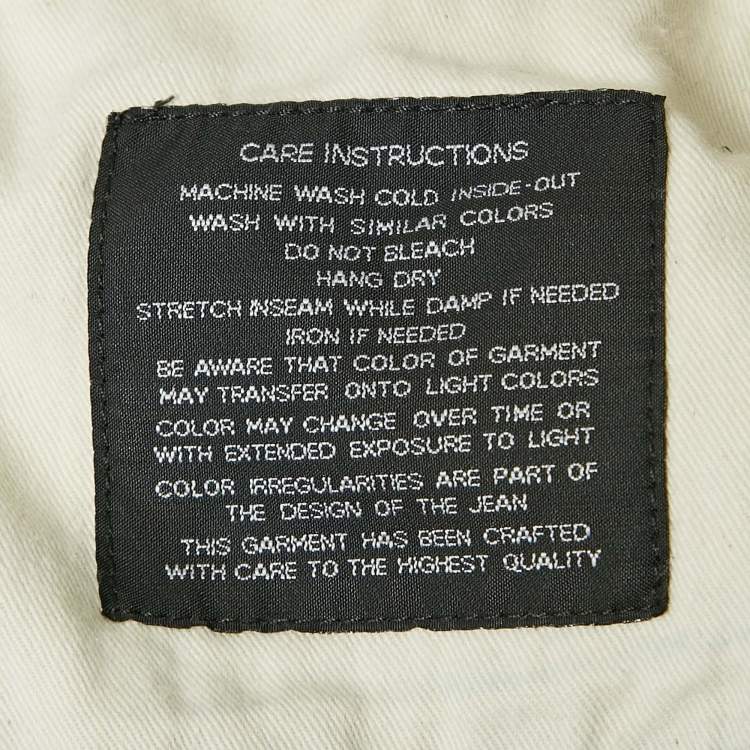 CARE INSTRUCTIONS
MACHINE WASH COLD INSIDE-OUT
WASH WITH SIMILAR COLORS
DO NOT BLEACH
HANG DRY
STRETCH INSEAM WHILE DAMP IF NEEDED
IRON IF NEEDED
BE AWARE THAT COLOR OF GARMENT
MAY TRANSFER ONTO LIGHT COLORS
COLOR MAY CHANGE OVER TIME OR
WITH EXTENDED EXPOSURE TO LIGHT
COLOR IRREGULARITIES ARE PART OF
THE DESIGN OF THE JEAN
THIS GARMENT HAS BEEN CRAFTED
WITH CARE TO THE HIGHEST QUALITY